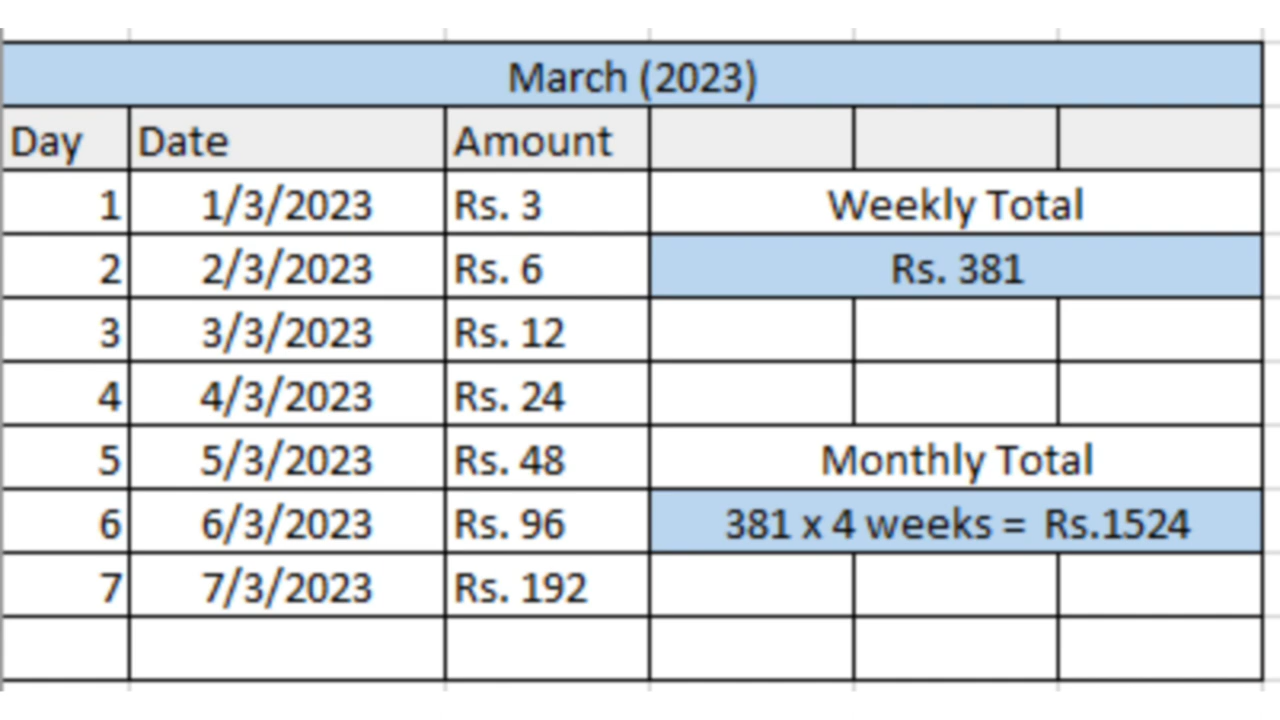 March (2023)
Day Date Amount
1 1/3/2023 Rs. 3 Weekly Total
2 2/3/2023 Rs. 6 Rs. 381
3 3/3/2023 Rs. 12
4 4/3/2023 Rs. 24
5 5/3/2023 Rs. 48 Monthly Total
6 6/3/2023 Rs. 96 381 x 4 weeks = Rs.1524
7 7/3/2023 Rs. 192